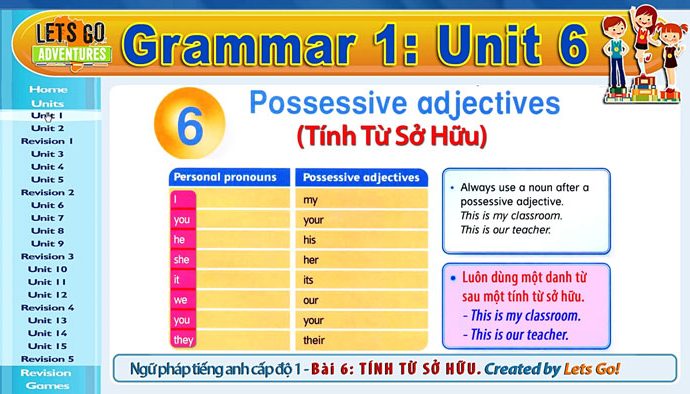 LETS GO
ADVENTURES
Grammar 1: Unit 6
Home
Units
Unit 1
Unit 2
Revision 1
Unit 3
Unit 4
Unit 5
Revision 2
Unit 6
Unit 7
Unit 8
Unit 9
Revision 3
Unit 10
Unit 11
Unit 12
Revision 4
Unit 13
Unit 14
Unit 15
Revision 5
Revision
Games
6
Possessive adjectives
(Tính Từ Sở Hữu)
Personal pronouns Possessive adjectives
I my
you your
he his
she her
it its
we our
you your
they their
• Always use a noun after a
possessive adjective.
This is my classroom.
This is our teacher.
• Luôn dùng một danh từ
sau một tính từ sở hữu.
- This is my classroom.
- This is our teacher.
Ngữ pháp tiếng anh cấp độ 1 - Bài 6: TÍNH TỪ SỞ HỮU. Created by Lets Go!